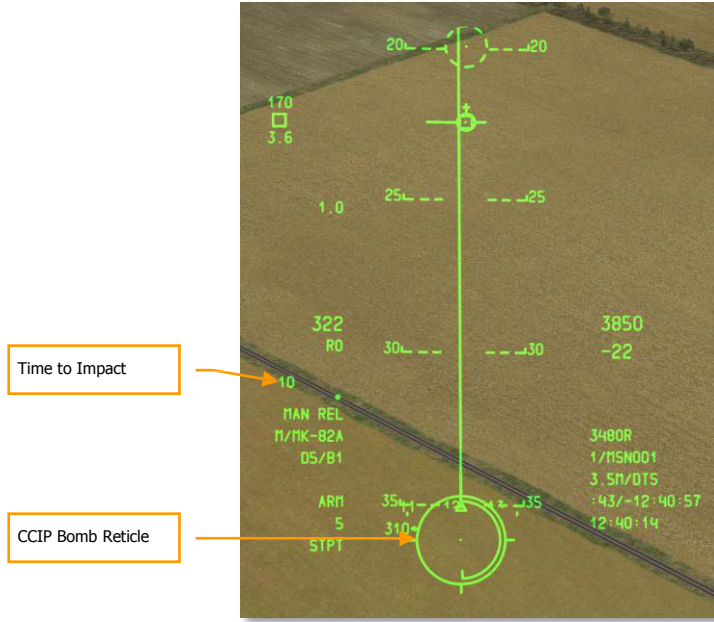 20 20
170
3.6
25 25
1.0
322
3850
R0
-22
30 30
Time to Impact
10
*
MAN REL
M/MK-82A
D5/B1
3480R
1/MSN001
3.5M/DTS
:43/-12:40:57
12:40:14
ARM
5
STPT
35 35
310
CCIP Bomb Reticle